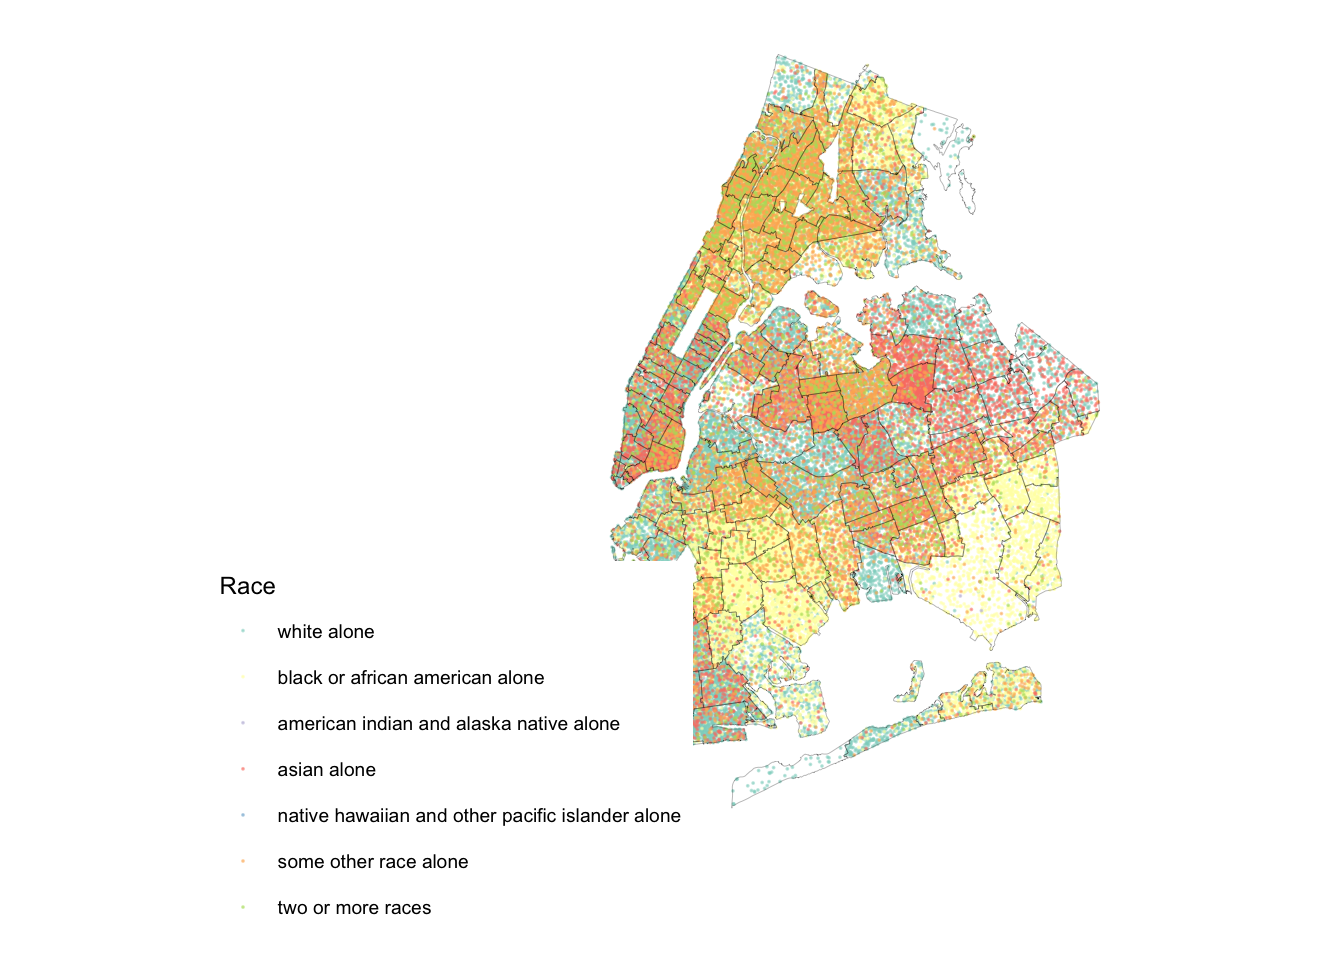 Race
white alone
black or african american alone
american indian and alaska native alone
asian alone
native hawaiian and other pacific islander alone
some other race alone
two or more races